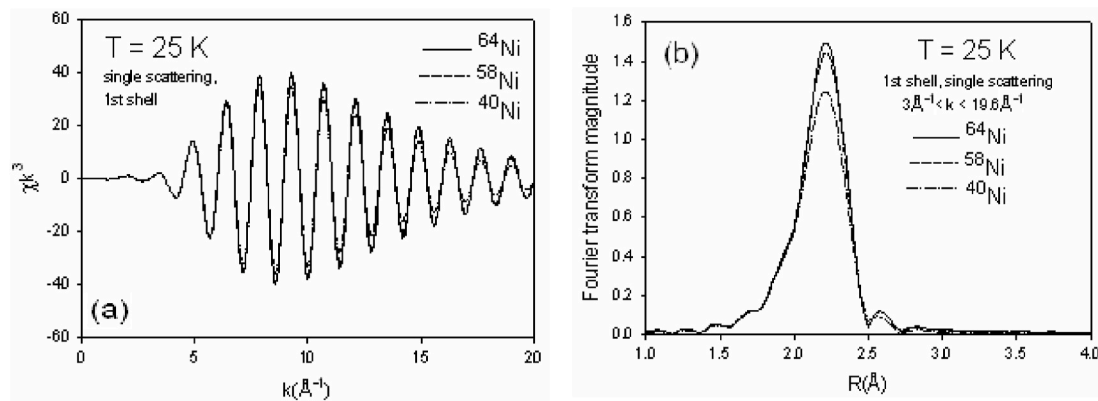 60
40
20
0
-20
-40
-60
χk³
T = 25 K
single scattering,
1st shell
⁶⁴Ni
⁵⁸Ni
⁴⁰Ni
(a)
0 5 10 15 20
k(Å⁻¹)
1.6
1.4
1.2
1.0
0.8
0.6
0.4
0.2
0.0
Fourier transform magnitude
(b)
T = 25 K
1st shell, single scattering
3Å⁻¹< k < 19.6Å⁻¹
⁶⁴Ni
⁵⁸Ni
⁴⁰Ni
1.0 1.5 2.0 2.5 3.0 3.5 4.0
R(Å)